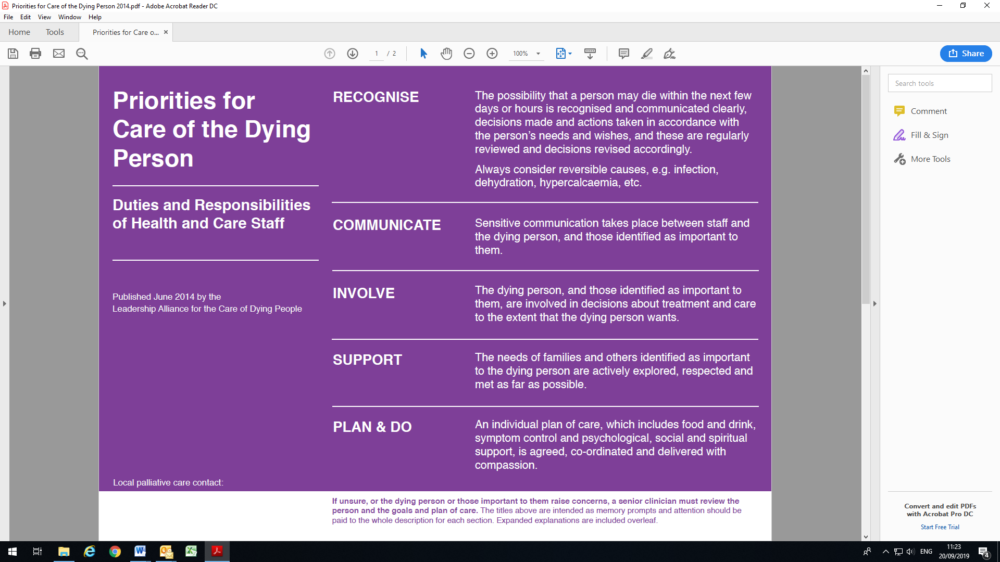 Priorities for Care of the Dying Person 2014.pdf - Adobe Acrobat Reader DC
File Edit View Window Help
Home Tools Priorities for Care o... ×
1 / 2 100% Share
Priorities for
Care of the Dying
Person
Duties and Responsibilities
of Health and Care Staff
Published June 2014 by the
Leadership Alliance for the Care of Dying People
Local palliative care contact:
RECOGNISE
The possibility that a person may die within the next few
days or hours is recognised and communicated clearly,
decisions made and actions taken in accordance with
the person's needs and wishes, and these are regularly
reviewed and decisions revised accordingly.
Always consider reversible causes, e.g. infection,
dehydration, hypercalcaemia, etc.
COMMUNICATE
Sensitive communication takes place between staff and
the dying person, and those identified as important to
them.
INVOLVE
The dying person, and those identified as important to
them, are involved in decisions about treatment and care
to the extent that the dying person wants.
SUPPORT
The needs of families and others identified as important
to the dying person are actively explored, respected and
met as far as possible.
PLAN & DO
An individual plan of care, which includes food and drink,
symptom control and psychological, social and spiritual
support, is agreed, co-ordinated and delivered with
compassion.
If unsure, or the dying person or those important to them raise concerns, a senior clinician must review the
person and the goals and plan of care. The titles above are intended as memory prompts and attention should be
paid to the whole description for each section. Expanded explanations are included overleaf.
Search tools
Comment
Fill & Sign
More Tools
Convert and edit PDFs
with Acrobat Pro DC
Start Free Trial
ENG
11:23
20/09/2019
4